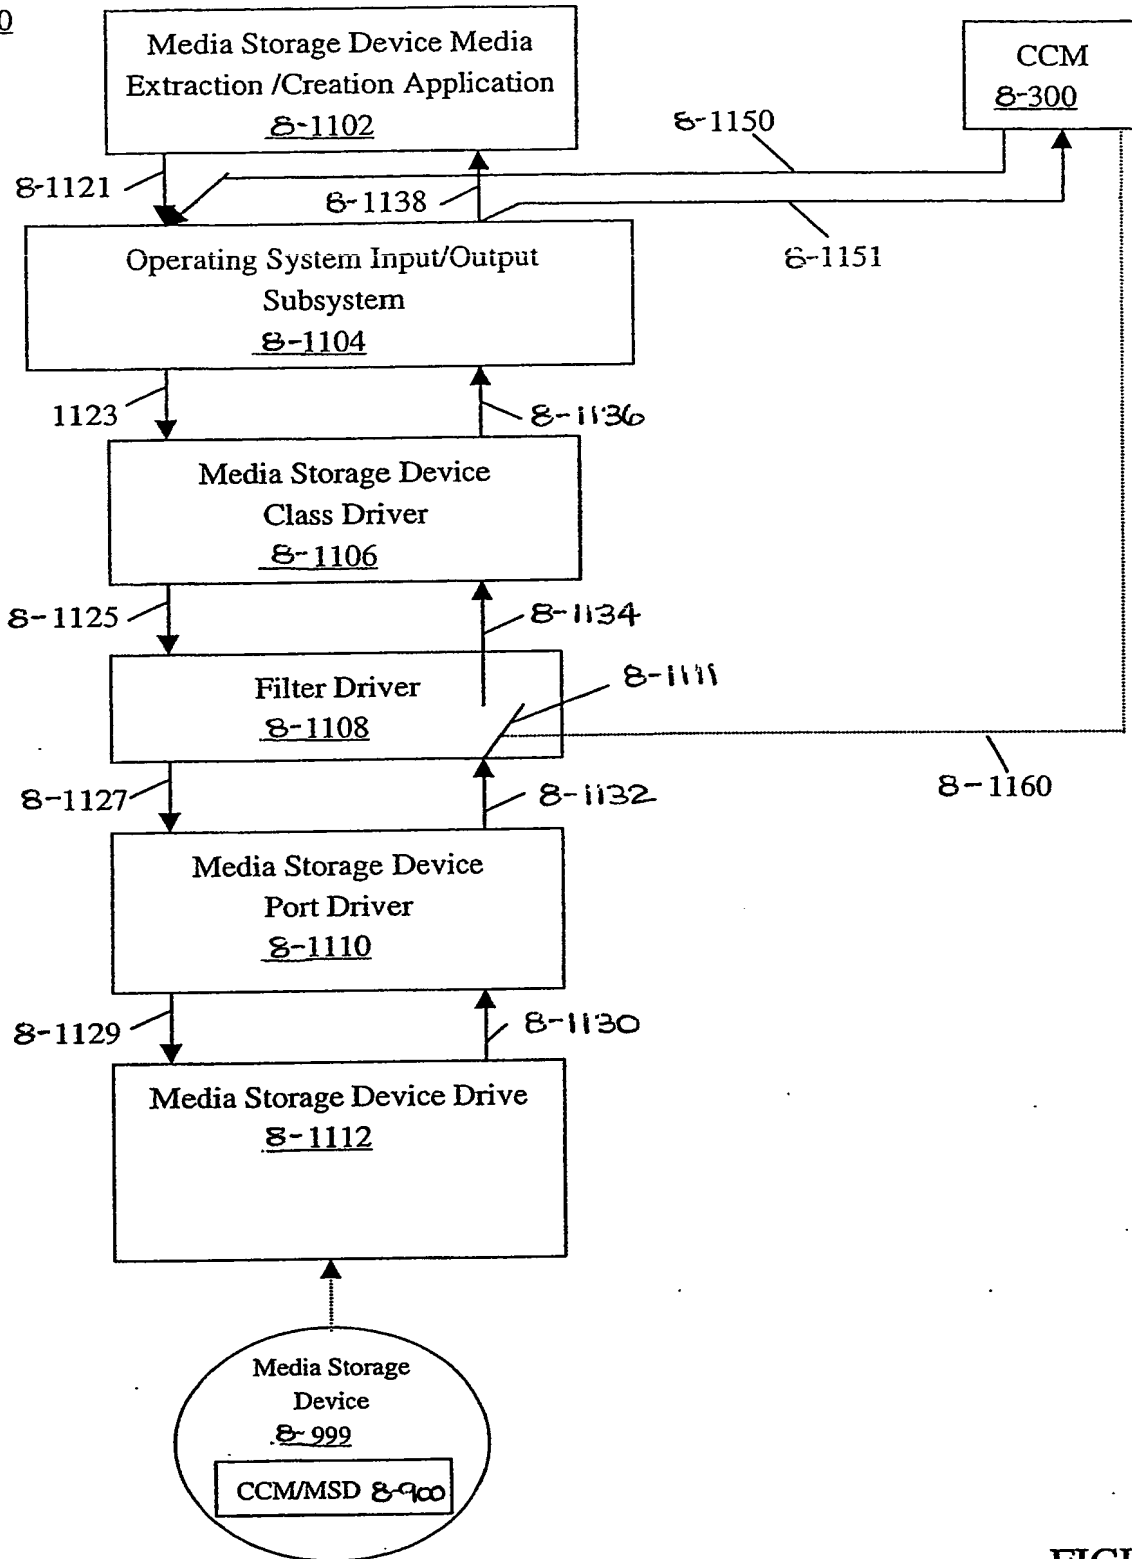 0
Media Storage Device Media
Extraction /Creation Application
8-1102
CCM
8-300
8-1150
8-1121
8-1138
8-1151
Operating System Input/Output
Subsystem
8-1104
1123
8-1136
Media Storage Device
Class Driver
8-1106
8-1125
8-1134
Filter Driver
8-1108
8-1111
8-1127
8-1132
8-1160
Media Storage Device
Port Driver
8-1110
8-1129
8-1130
Media Storage Device Drive
8-1112
Media Storage
Device
8-999
CCM/MSD 8-900